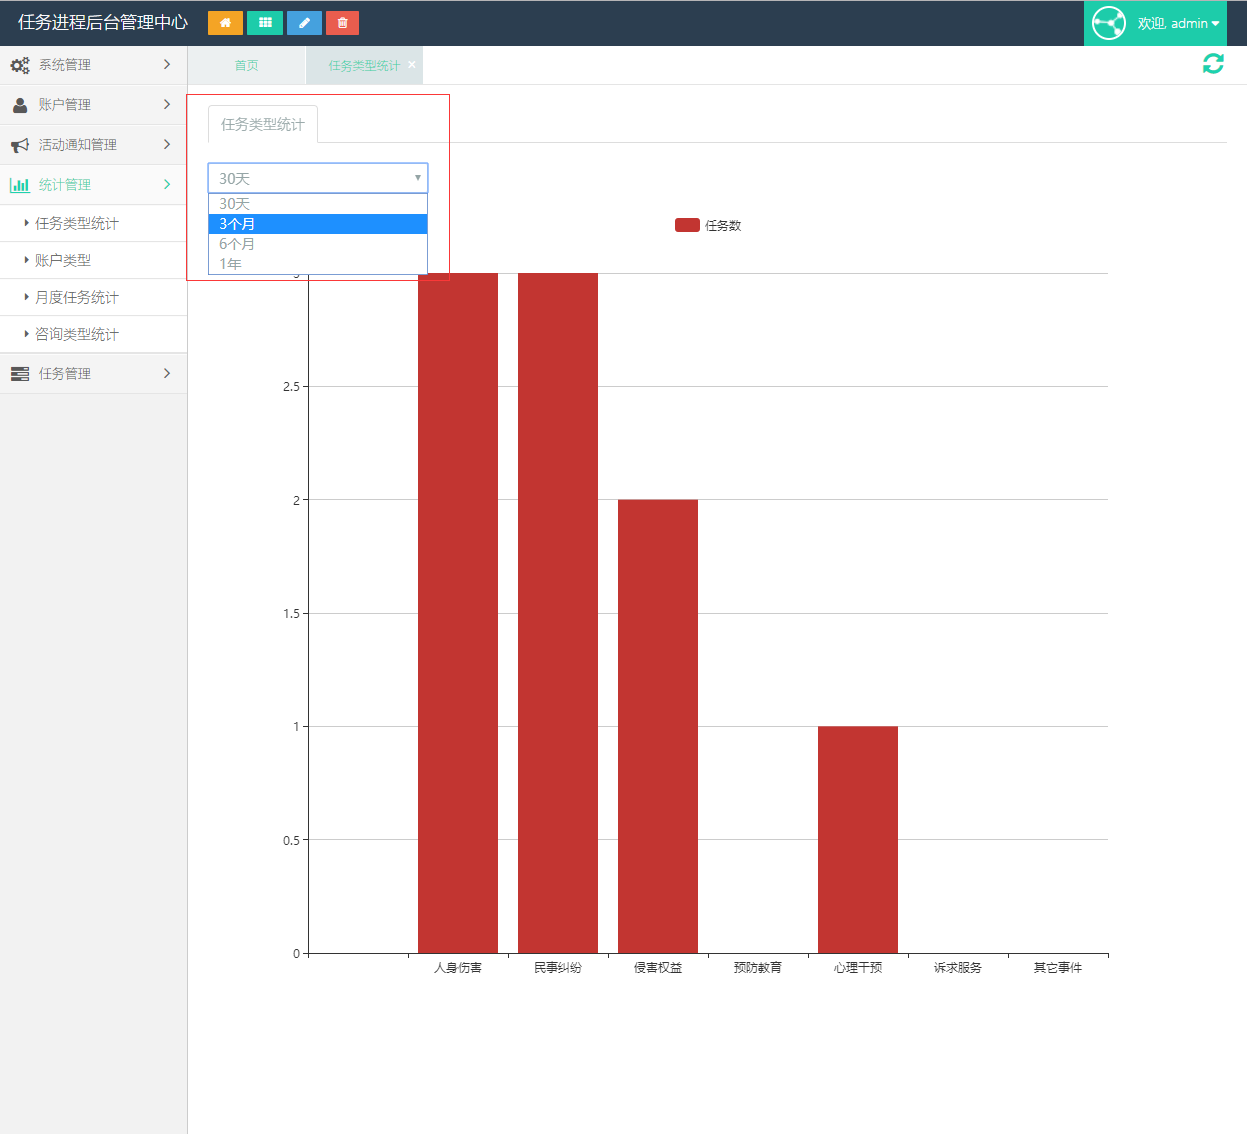 任务进程后台管理中心
欢迎, admin
系统管理
账户管理
活动通知管理
统计管理
任务类型统计
账户类型
月度任务统计
咨询类型统计
任务管理
首页
任务类型统计 ×
任务类型统计
30天
30天
3个月
6个月
1年
任务数
3
2.5
2
1.5
1
0.5
0
人身伤害 民事纠纷 侵害权益 预防教育 心理干预 诉求服务 其它事件